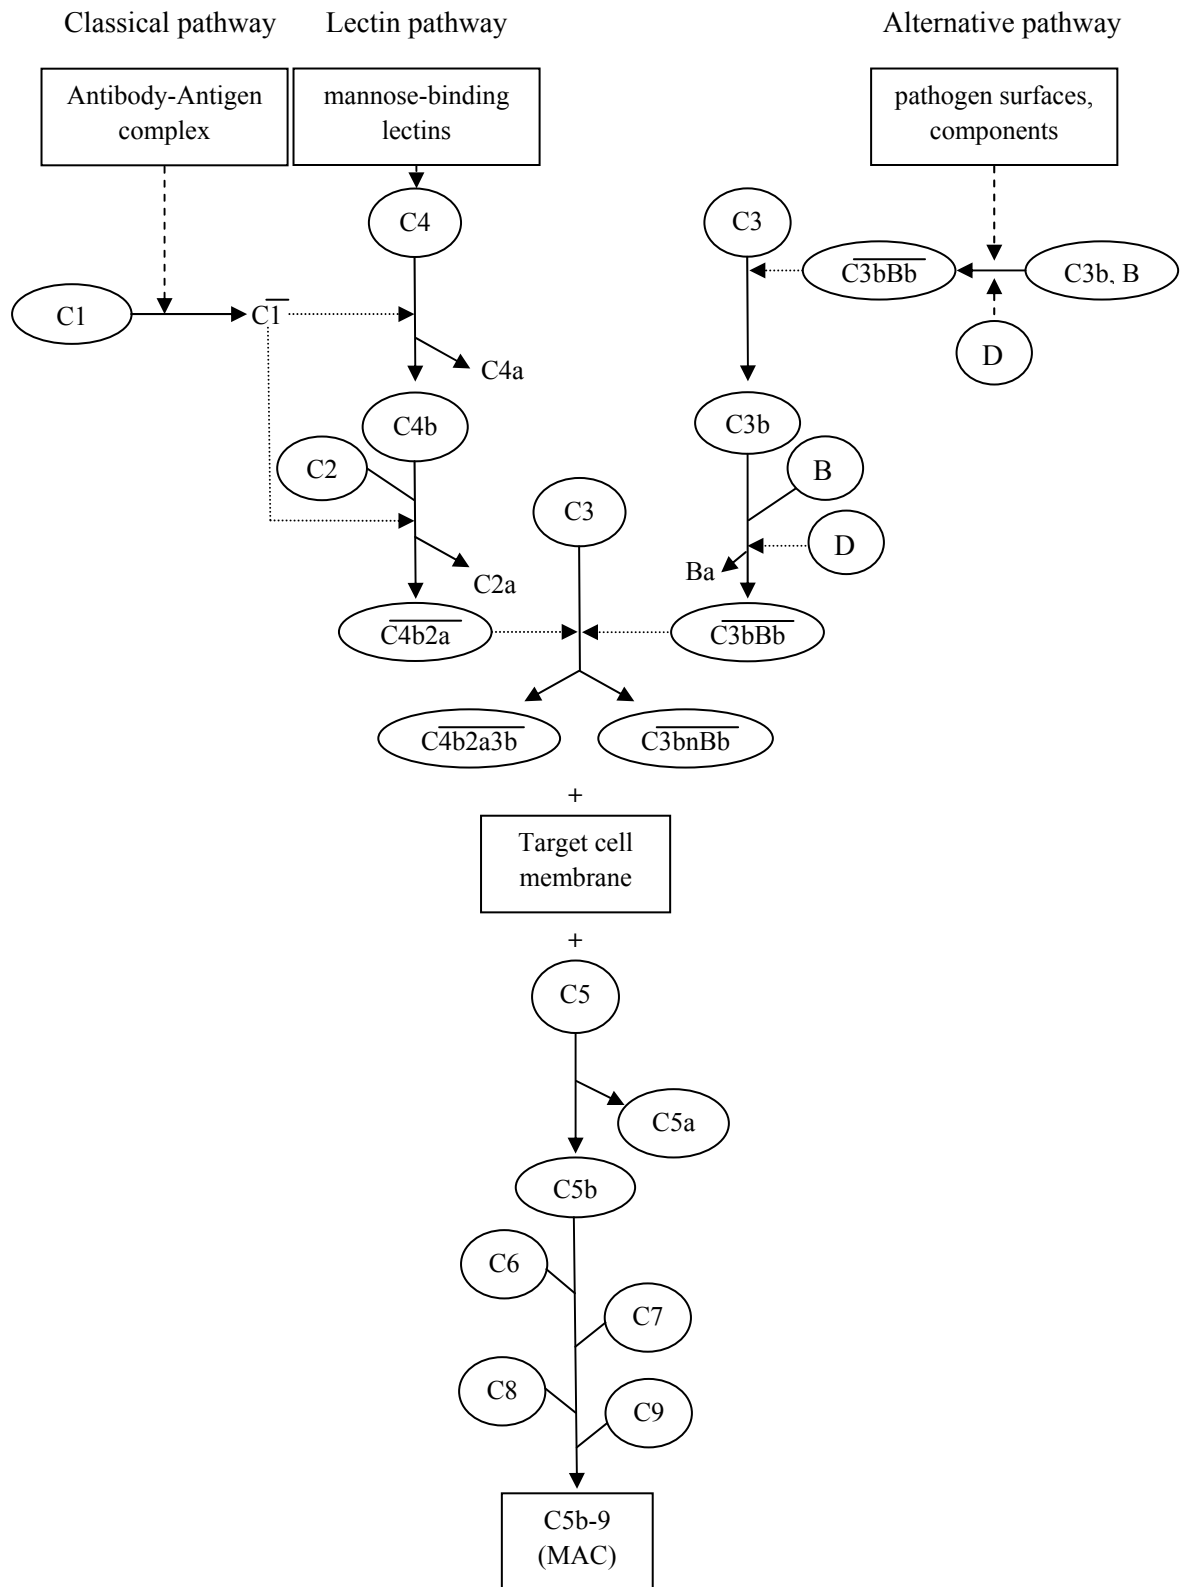 Classical pathway
Lectin pathway
Alternative pathway
Antibody-Antigen
complex
mannose-binding
lectins
pathogen surfaces,
components
C4
C3
C3bBb
C3b, B
C1
C1
D
C4a
C4b
C3b
C2
B
C3
D
C2a
Ba
C4b2a
C3bBb
C4b2a3b
C3bnBb
+
Target cell
membrane
+
C5
C5a
C5b
C6
C7
C8
C9
C5b-9
(MAC)